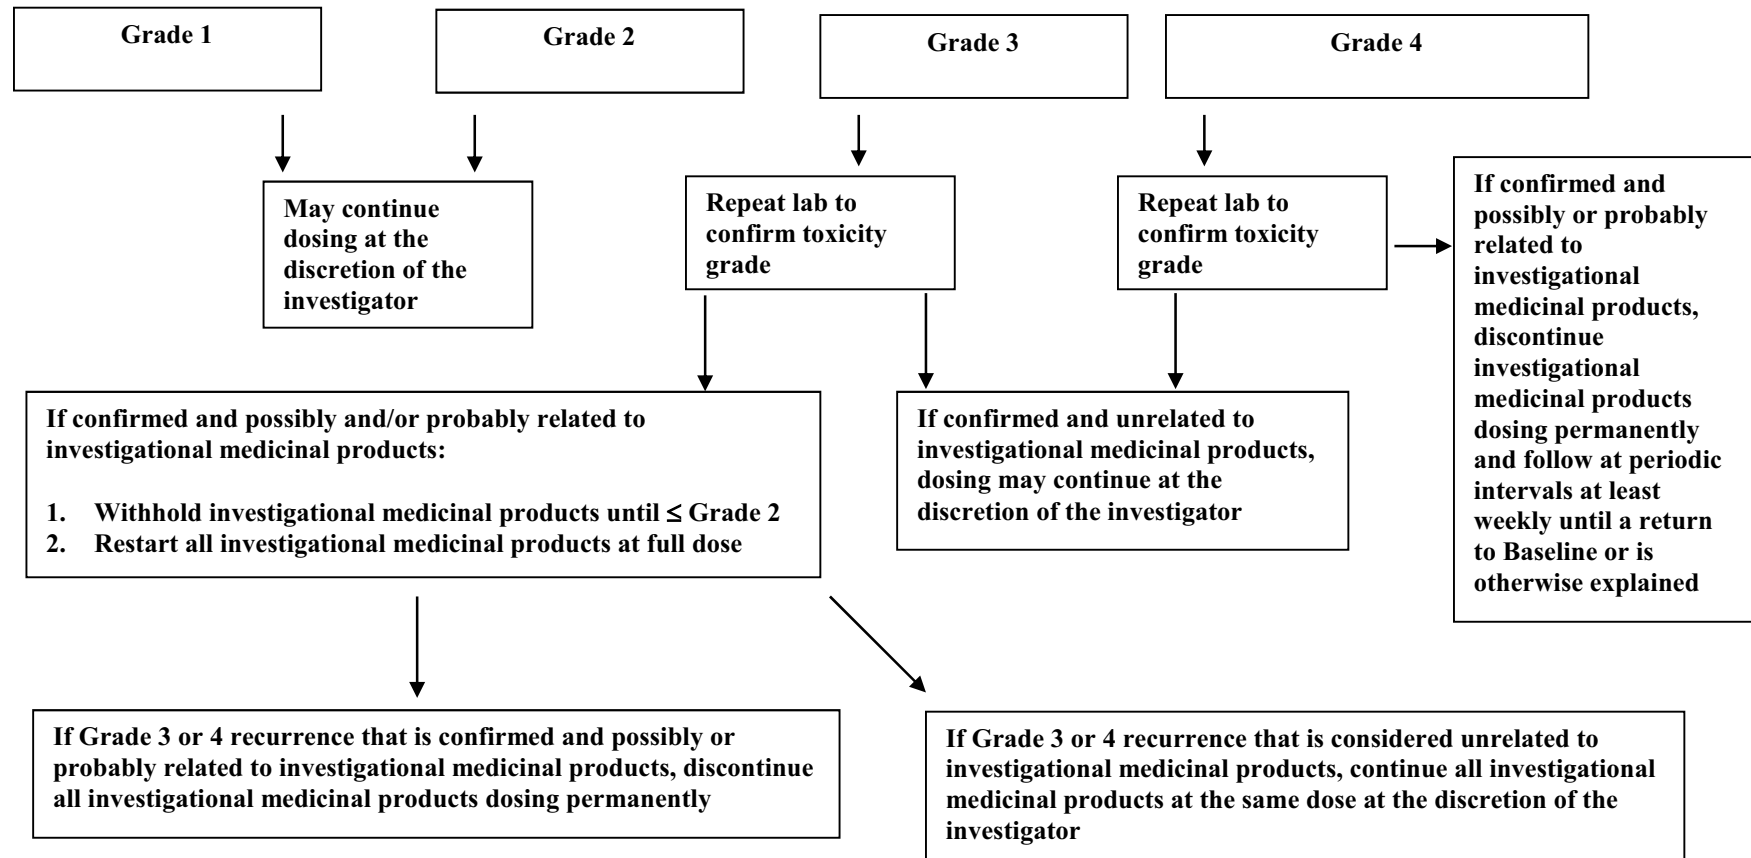 Grade 1
Grade 2
Grade 3
Grade 4
May continue
dosing at the
discretion of the
investigator
Repeat lab to
confirm toxicity
grade
Repeat lab to
confirm toxicity
grade
If confirmed and
possibly or probably
related to
investigational
medicinal products,
discontinue
investigational
medicinal products
dosing permanently
and follow at periodic
intervals at least
weekly until a return
to Baseline or is
otherwise explained
If confirmed and possibly and/or probably related to
investigational medicinal products:
1. Withhold investigational medicinal products until ≤ Grade 2
2. Restart all investigational medicinal products at full dose
If confirmed and unrelated to
investigational medicinal products,
dosing may continue at the
discretion of the investigator
If Grade 3 or 4 recurrence that is confirmed and possibly or
probably related to investigational medicinal products, discontinue
all investigational medicinal products dosing permanently
If Grade 3 or 4 recurrence that is considered unrelated to
investigational medicinal products, continue all investigational
medicinal products at the same dose at the discretion of the
investigator